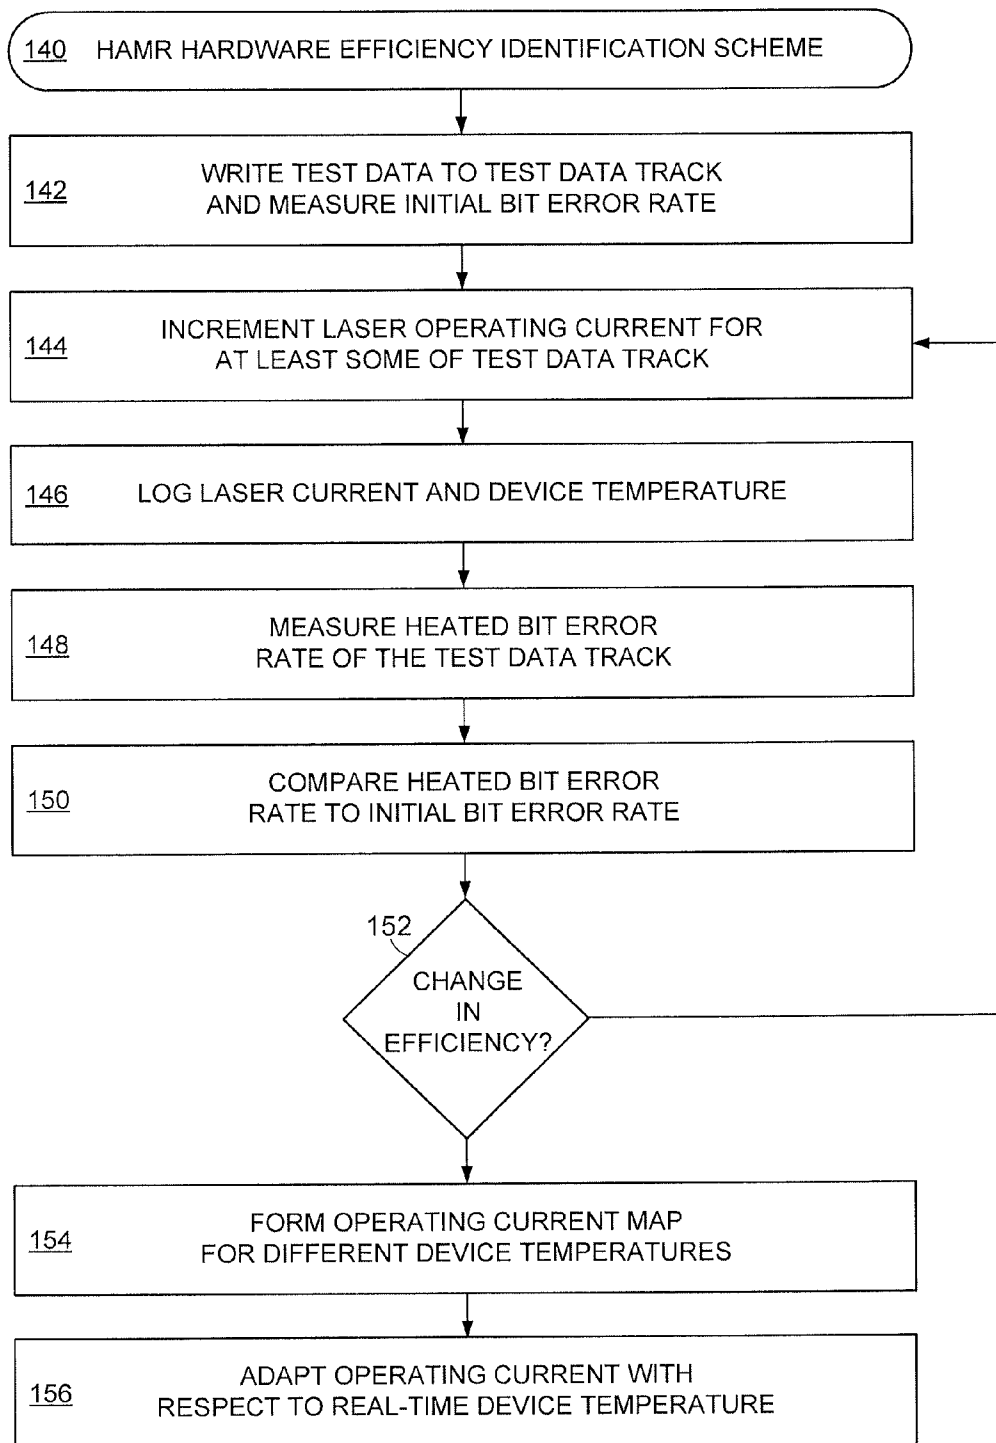 140 HAMR HARDWARE EFFICIENCY IDENTIFICATION SCHEME
142
WRITE TEST DATA TO TEST DATA TRACK
AND MEASURE INITIAL BIT ERROR RATE
144
INCREMENT LASER OPERATING CURRENT FOR
AT LEAST SOME OF TEST DATA TRACK
146 LOG LASER CURRENT AND DEVICE TEMPERATURE
148
MEASURE HEATED BIT ERROR
RATE OF THE TEST DATA TRACK
150
COMPARE HEATED BIT ERROR
RATE TO INITIAL BIT ERROR RATE
152
CHANGE
IN
EFFICIENCY?
154
FORM OPERATING CURRENT MAP
FOR DIFFERENT DEVICE TEMPERATURES
156
ADAPT OPERATING CURRENT WITH
RESPECT TO REAL-TIME DEVICE TEMPERATURE